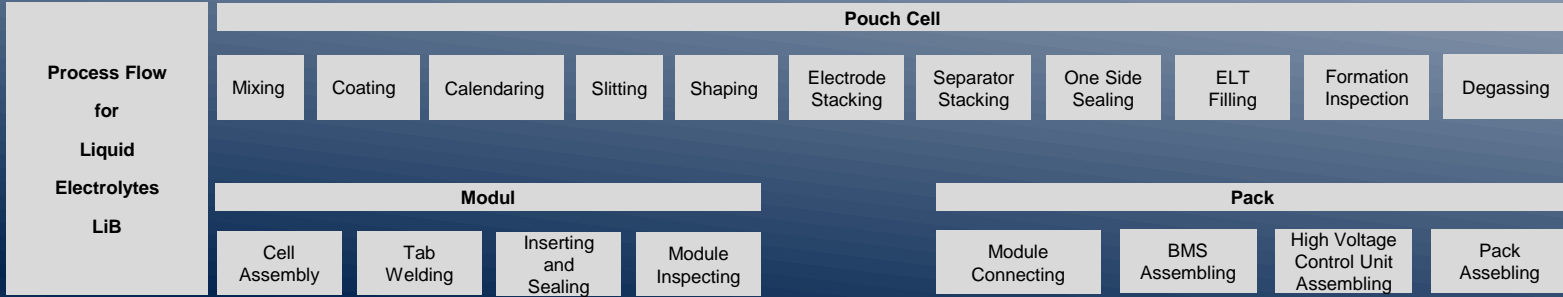 Process Flow
for
Liquid
Electrolytes
LiB
Pouch Cell
Mixing
Coating
Calendaring
Slitting
Shaping
Electrode
Stacking
Separator
Stacking
One Side
Sealing
ELT
Filling
Formation
Inspection
Degassing
Modul
Cell
Assembly
Tab
Welding
Inserting
and
Sealing
Module
Inspecting
Pack
Module
Connecting
BMS
Assembling
High Voltage
Control Unit
Assembling
Pack
Assebling